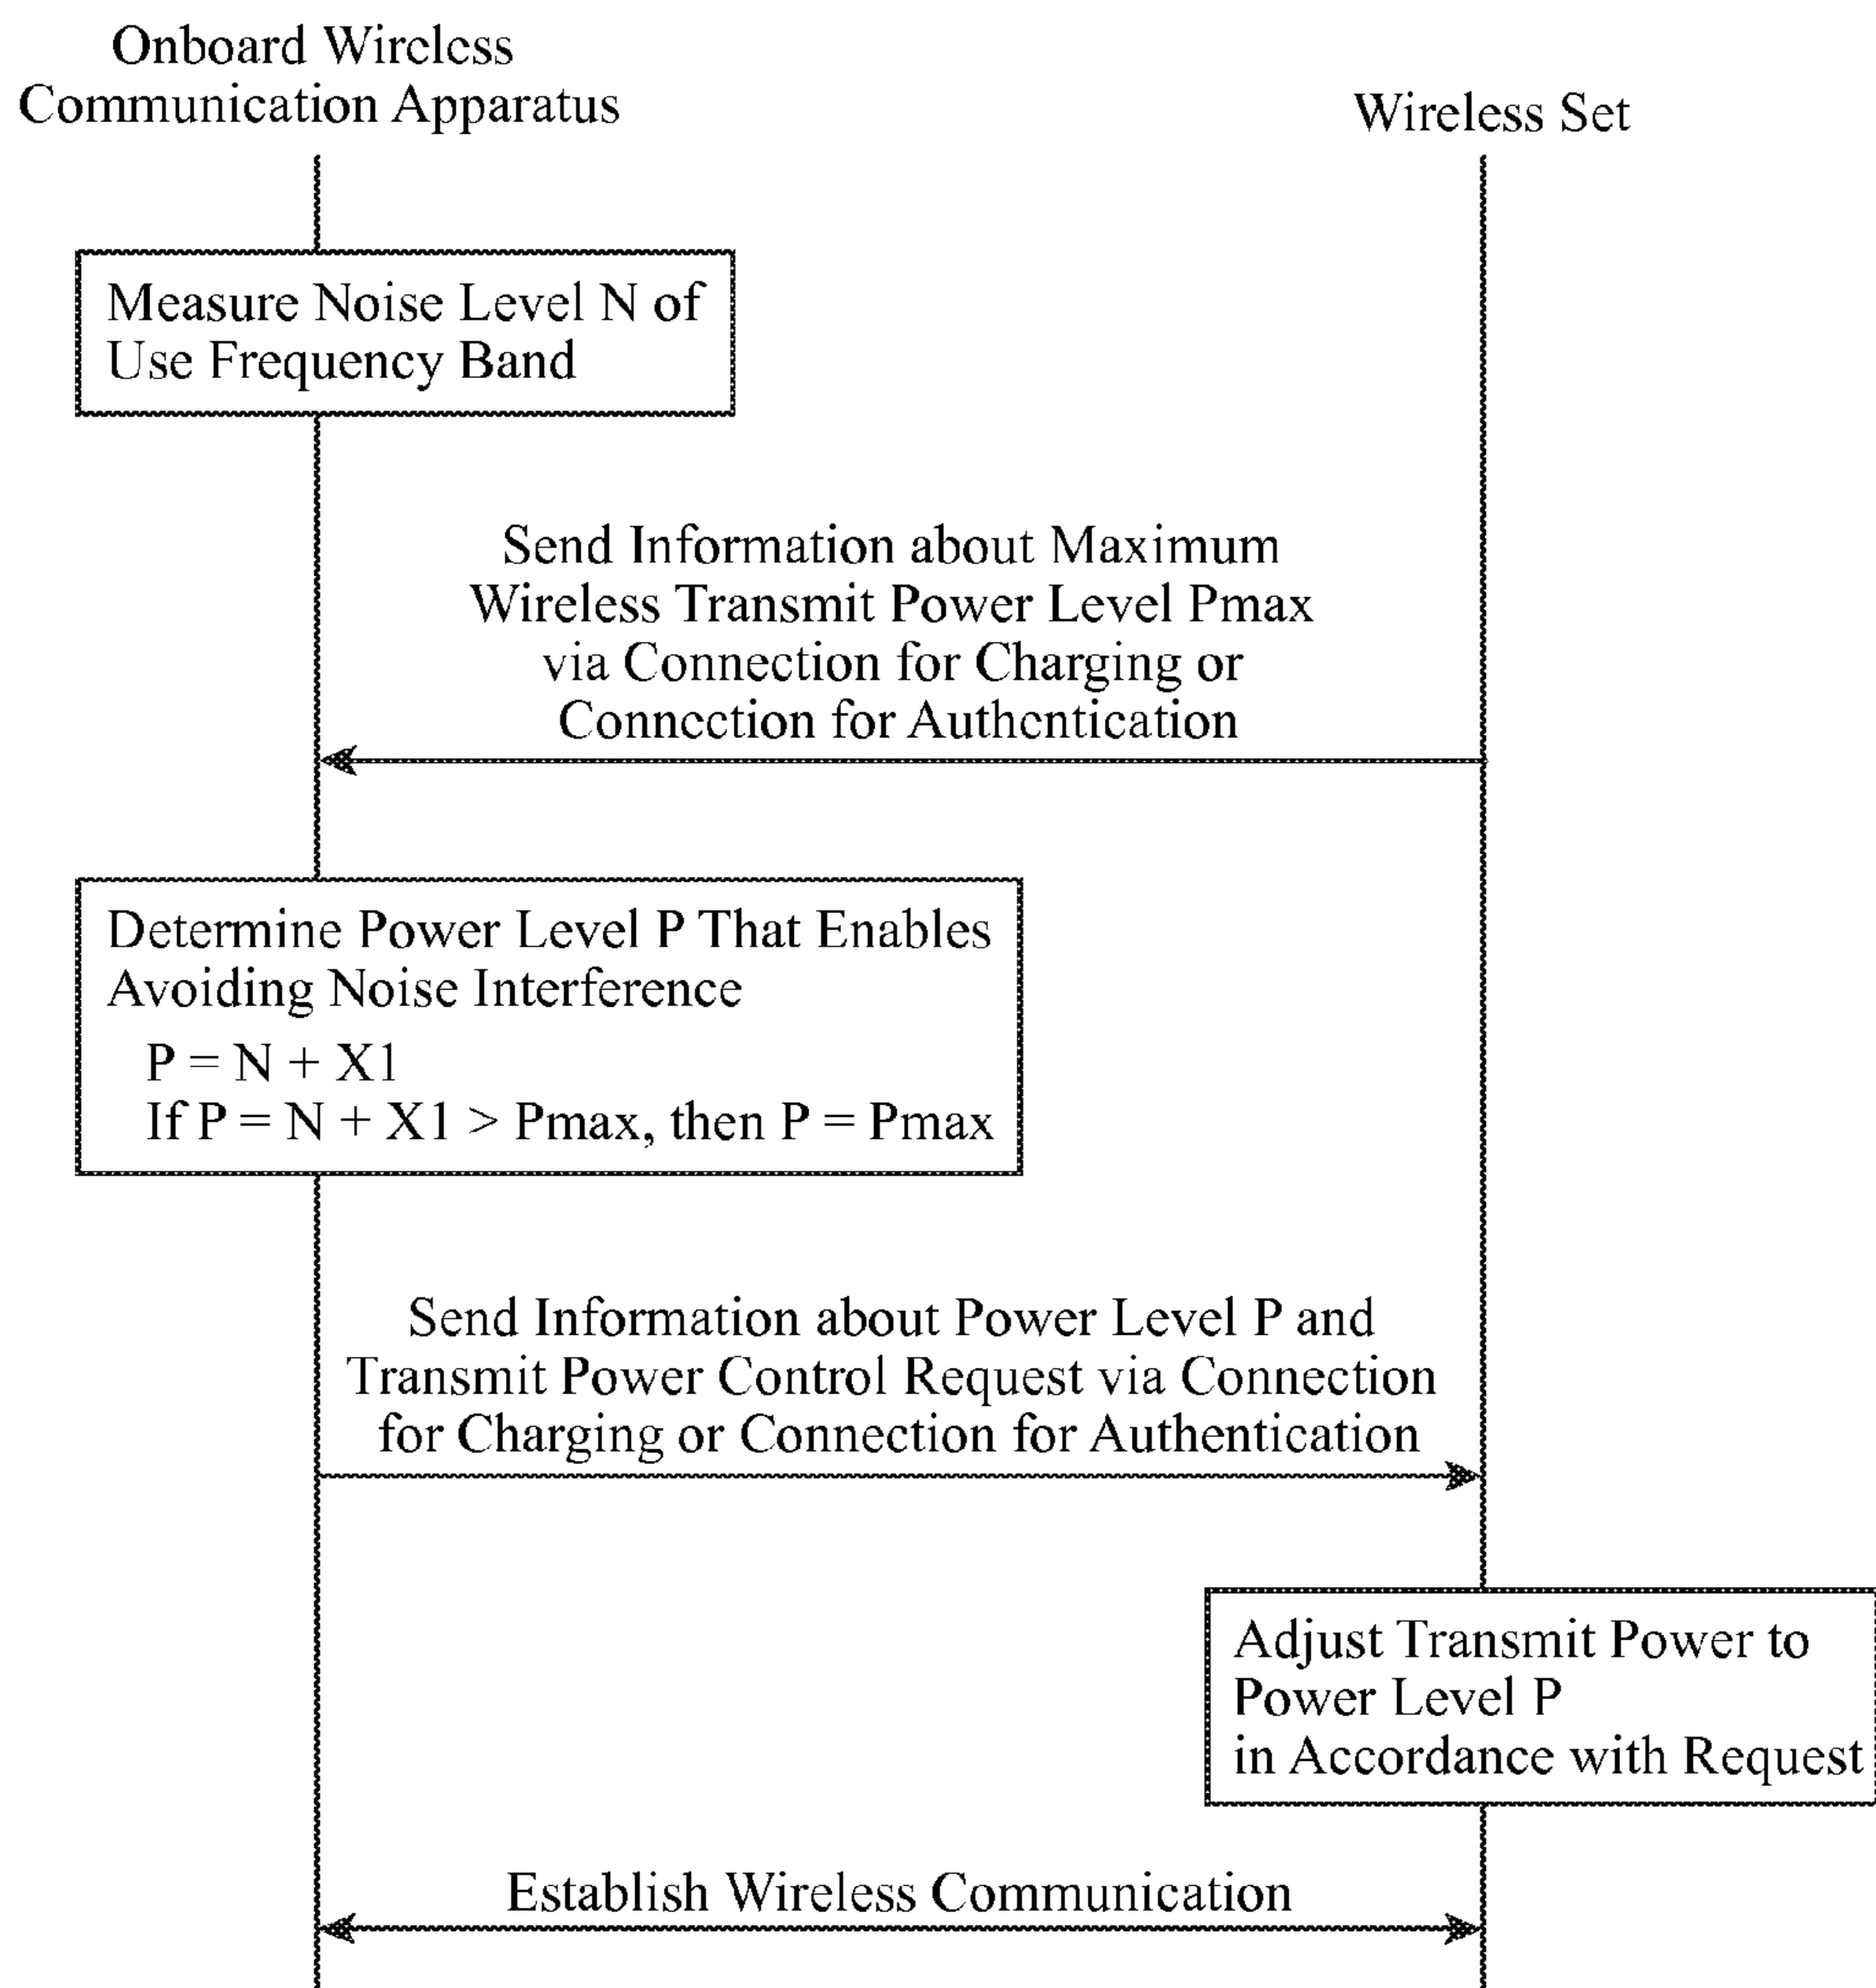 Onboard Wireless
Communication Apparatus
Wireless Set
Measure Noise Level N of
Use Frequency Band
Send Information about Maximum
Wireless Transmit Power Level Pmax
via Connection for Charging or
Connection for Authentication
Determine Power Level P That Enables
Avoiding Noise Interference
P = N + X1
If P = N + X1 > Pmax, then P = Pmax
Send Information about Power Level P and
Transmit Power Control Request via Connection
for Charging or Connection for Authentication
Adjust Transmit Power to
Power Level P
in Accordance with Request
Establish Wireless Communication